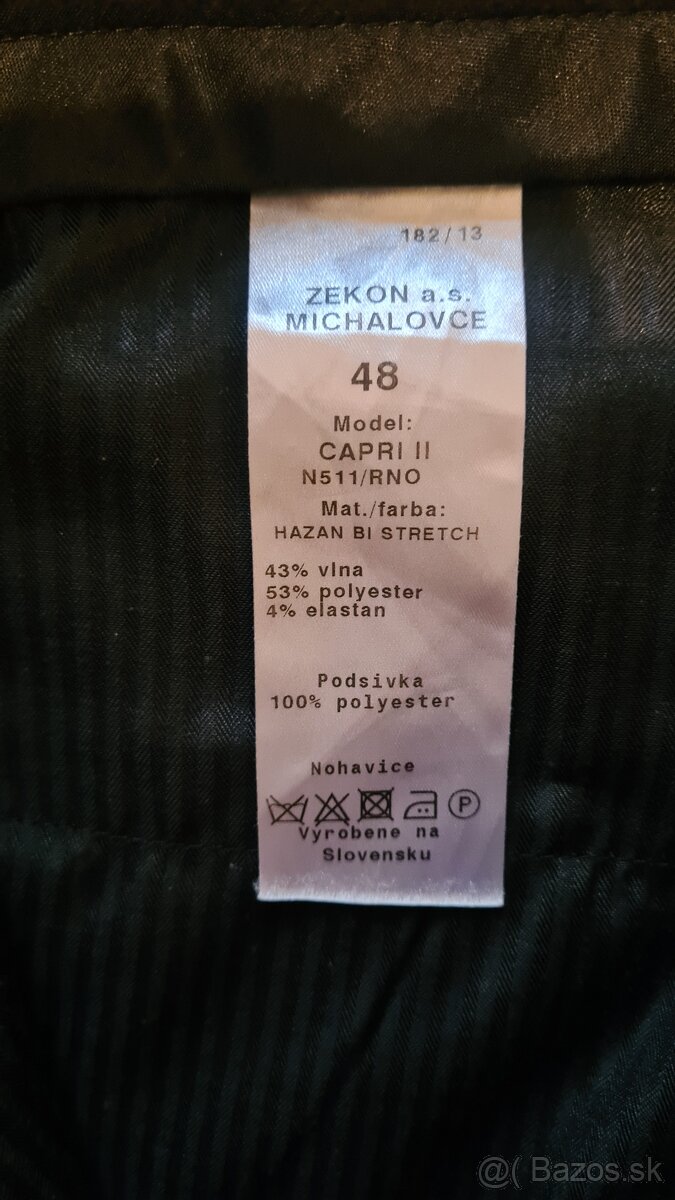 182/13
ZEKON a.s.
MICHALOVCE
48
Model:
CAPRI II
N511/RNO
Mat./farba:
HAZAN BI STRETCH
43% vlna
53% polyester
4% elastan
Podsivka
100% polyester
Nohavice
P
Vyrobene na
Slovensku
@( Bazos.sk